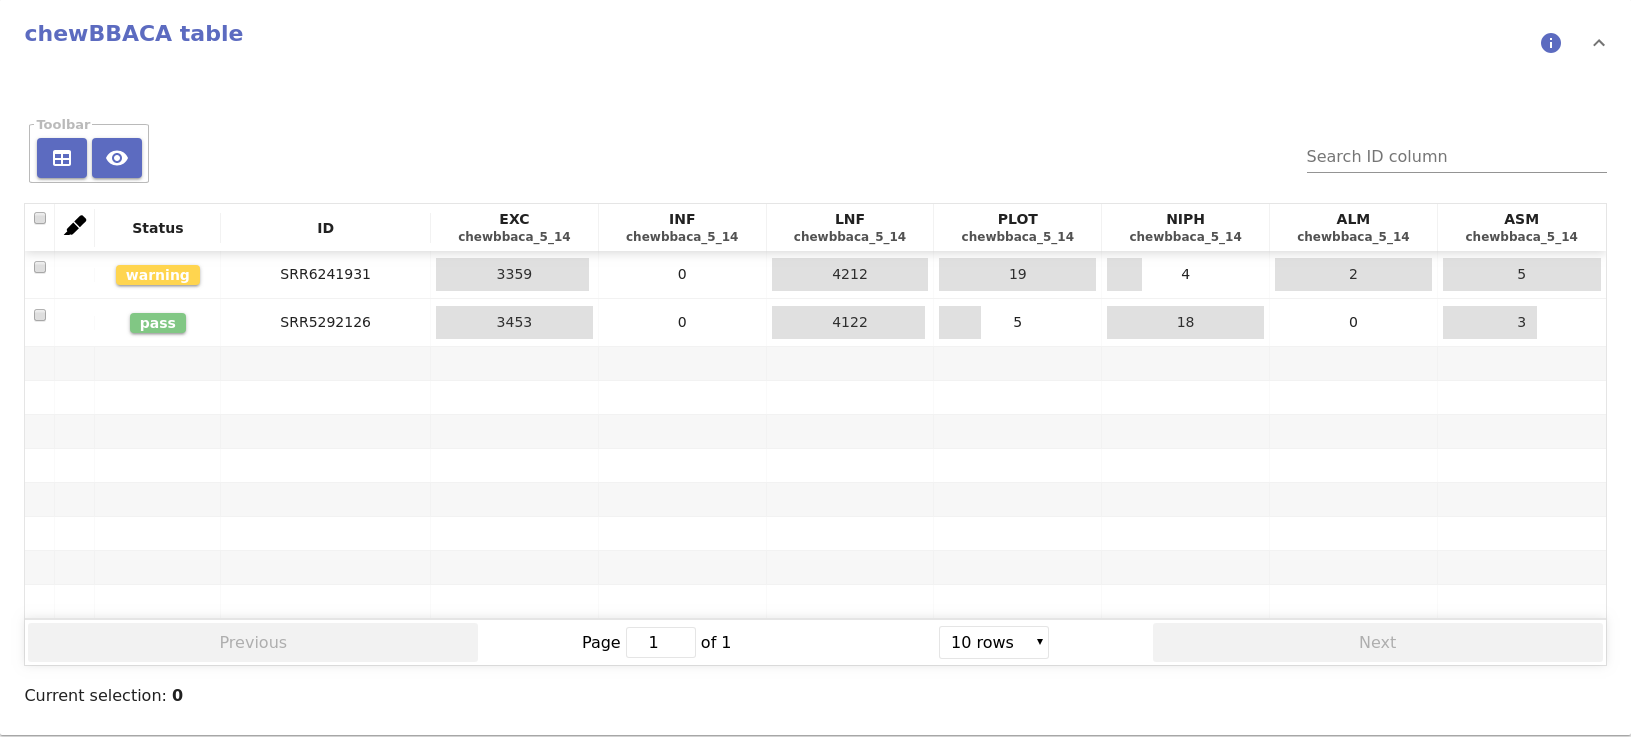 chewBBACA table
Toolbar
Search ID column
Status ID EXC INF LNF PLOT NIPH ALM ASM
chewbbaca_5_14 chewbbaca_5_14 chewbbaca_5_14 chewbbaca_5_14 chewbbaca_5_14 chewbbaca_5_14 chewbbaca_5_14
warning SRR6241931 3359 0 4212 19 4 2 5
pass SRR5292126 3453 0 4122 5 18 0 3
Previous Page 1 of 1 10 rows Next
Current selection: 0